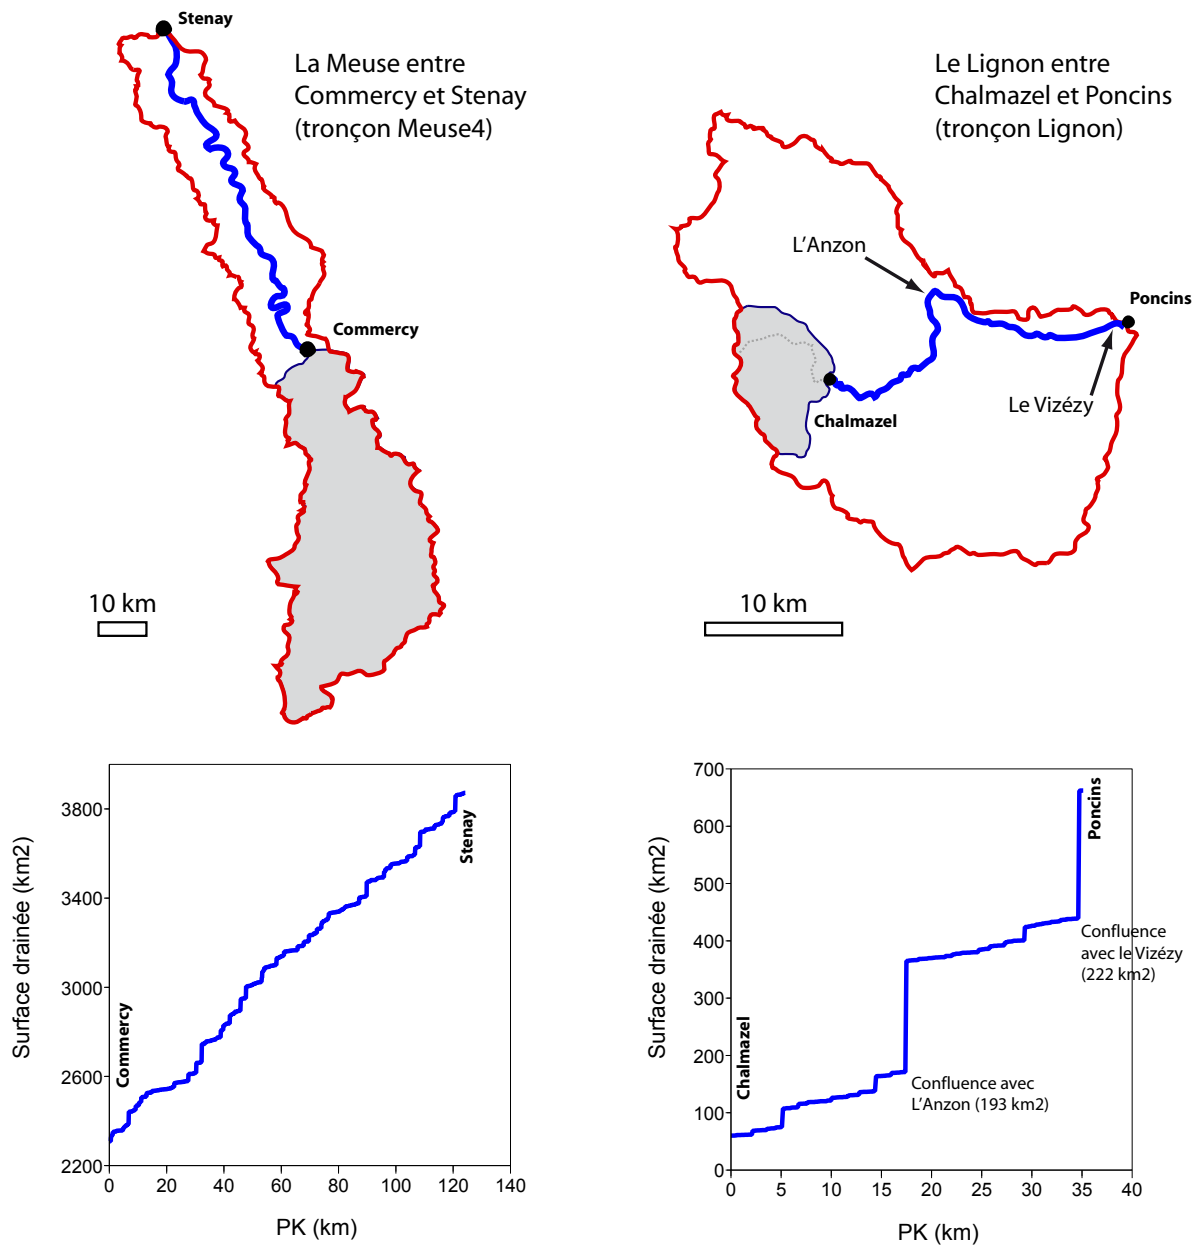 Stenay
La Meuse entre
Commercy et Stenay
(tronçon Meuse4)
Commercy
10 km
Le Lignon entre
Chalmazel et Poncins
(tronçon Lignon)
L'Anzon
Poncins
Le Vizézy
Chalmazel
10 km
Surface drainée (km2)
3800
3400
3000
2600
2200
Commercy
Stenay
0 20 40 60 80 100 120 140
PK (km)
Surface drainée (km2)
700
600
500
400
300
200
100
0
Chalmazel
Poncins
Confluence
avec le Vizézy
(222 km2)
Confluence avec
L'Anzon (193 km2)
0 5 10 15 20 25 30 35 40
PK (km)